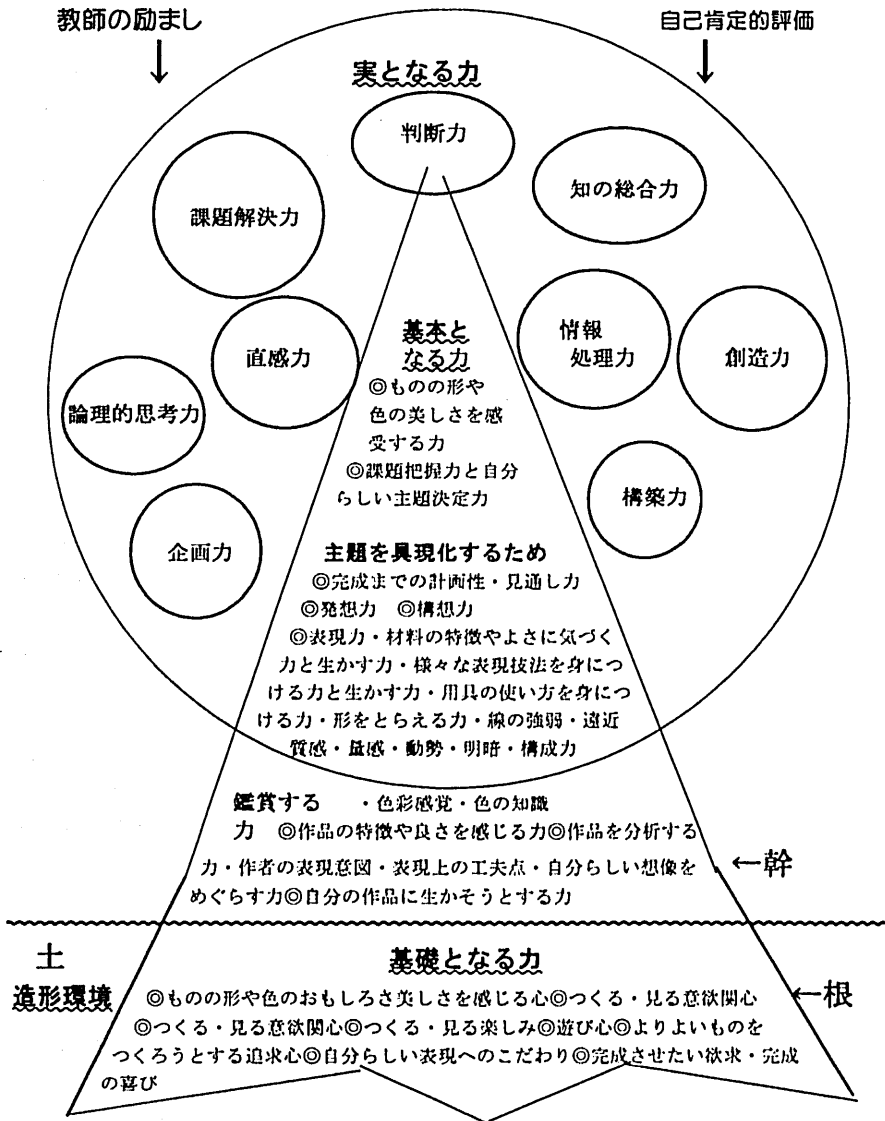 教師の励まし
自己肯定的評価
実となる力
判断力
知の総合力
課題解決力
情報
処理力
創造力
直感力
論理的思考力
構築力
企画力
基本と
なる力
◎ものの形や
色の美しさを感
受する力
◎課題把握力と自分
らしい主題決定力
主題を具現化するため
◎完成までの計画性・見通し力
◎発想力 ◎構想力
◎表現力・材料の特徴やよさに気づく
力と生かす力・様々な表現技法を身につ
ける力と生かす力・用具の使い方を身につ
ける力・形をとらえる力・線の強弱・遠近
質感・量感・動勢・明暗・構成力
鑑賞する ・色彩感覚・色の知識
力 ◎作品の特徴や良さを感じる力◎作品を分析する
力・作者の表現意図・表現上の工夫点・自分らしい想像を
めぐらす力◎自分の作品に生かそうとする力
←幹
土
造形環境
基礎となる力
◎ものの形や色のおもしろさ美しさを感じる心◎つくる・見る意欲関心
◎つくる・見る意欲関心◎つくる・見る楽しみ◎遊び心◎よりよいものを
つくろうとする追求心◎自分らしい表現へのこだわり◎完成させたい欲求・完成
の喜び
←根